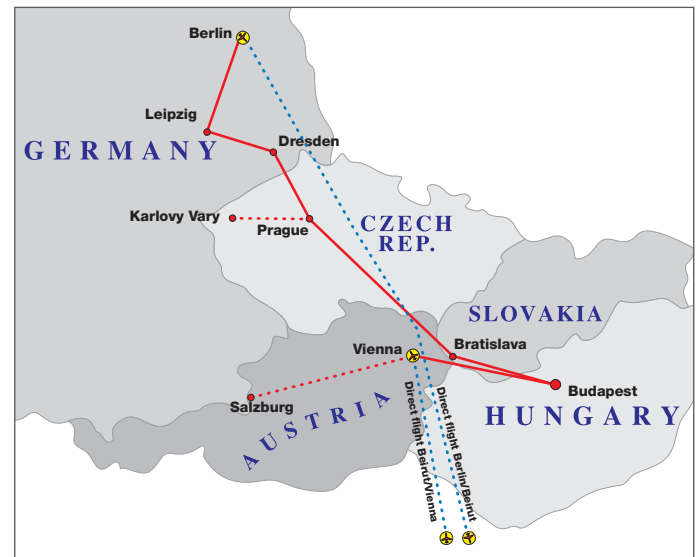 Berlin
Leipzig
Dresden
GERMANY
Karlovy Vary
Prague
CZECH
REP.
SLOVAKIA
Vienna
Bratislava
Budapest
Salzburg
AUSTRIA
HUNGARY
Direct flight Beirut/Vienna
Direct flight Berlin/Beirut